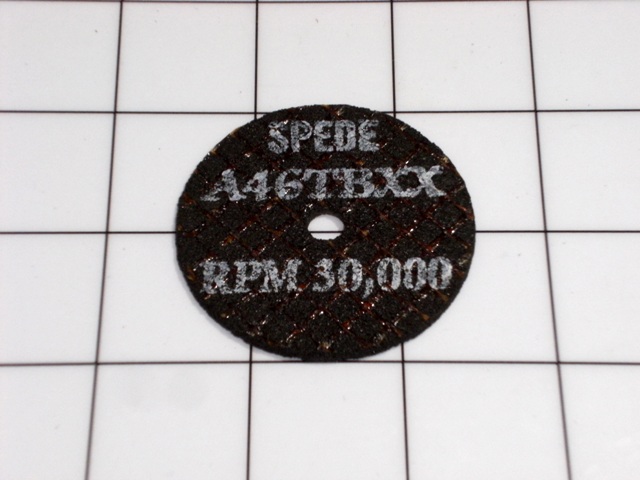 SPEDE
A46TBXX
RPM 30,000